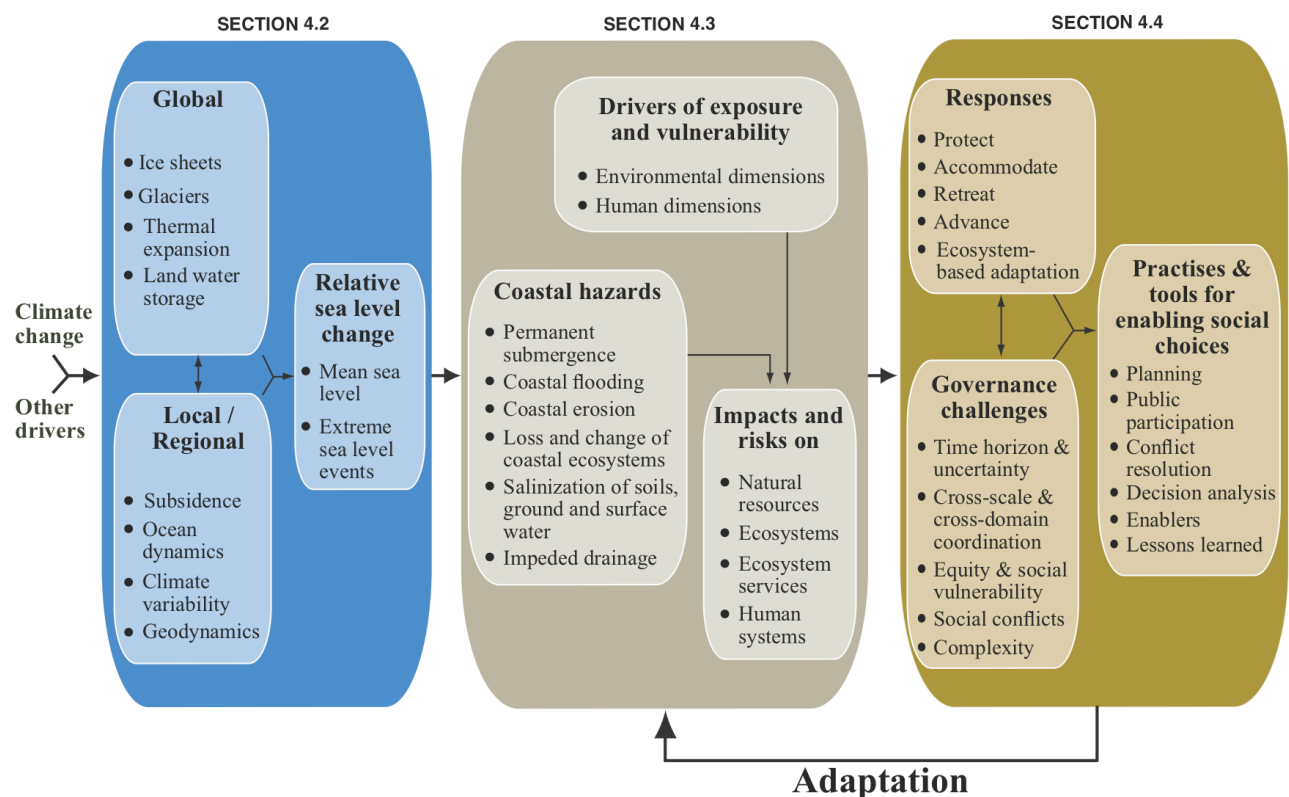 SECTION 4.2
SECTION 4.3
SECTION 4.4
Climate
change
Other
drivers
Global
• Ice sheets
• Glaciers
• Thermal
expansion
• Land water
storage
Local /
Regional
• Subsidence
• Ocean
dynamics
• Climate
variability
• Geodynamics
Relative
sea level
change
• Mean sea
level
• Extreme
sea level
events
Drivers of exposure
and vulnerability
• Environmental dimensions
• Human dimensions
Coastal hazards
• Permanent
submergence
• Coastal flooding
• Coastal erosion
• Loss and change of
coastal ecosystems
• Salinization of soils,
ground and surface
water
• Impeded drainage
Impacts and
risks on
• Natural
resources
• Ecosystems
• Ecosystem
services
• Human
systems
Responses
• Protect
• Accommodate
• Retreat
• Advance
• Ecosystem-
based adaptation
Governance
challenges
• Time horizon &
uncertainty
• Cross-scale &
cross-domain
coordination
• Equity & social
vulnerability
• Social conflicts
• Complexity
Practises &
tools for
enabling social
choices
• Planning
• Public
participation
• Conflict
resolution
• Decision analysis
• Enablers
• Lessons learned
Adaptation